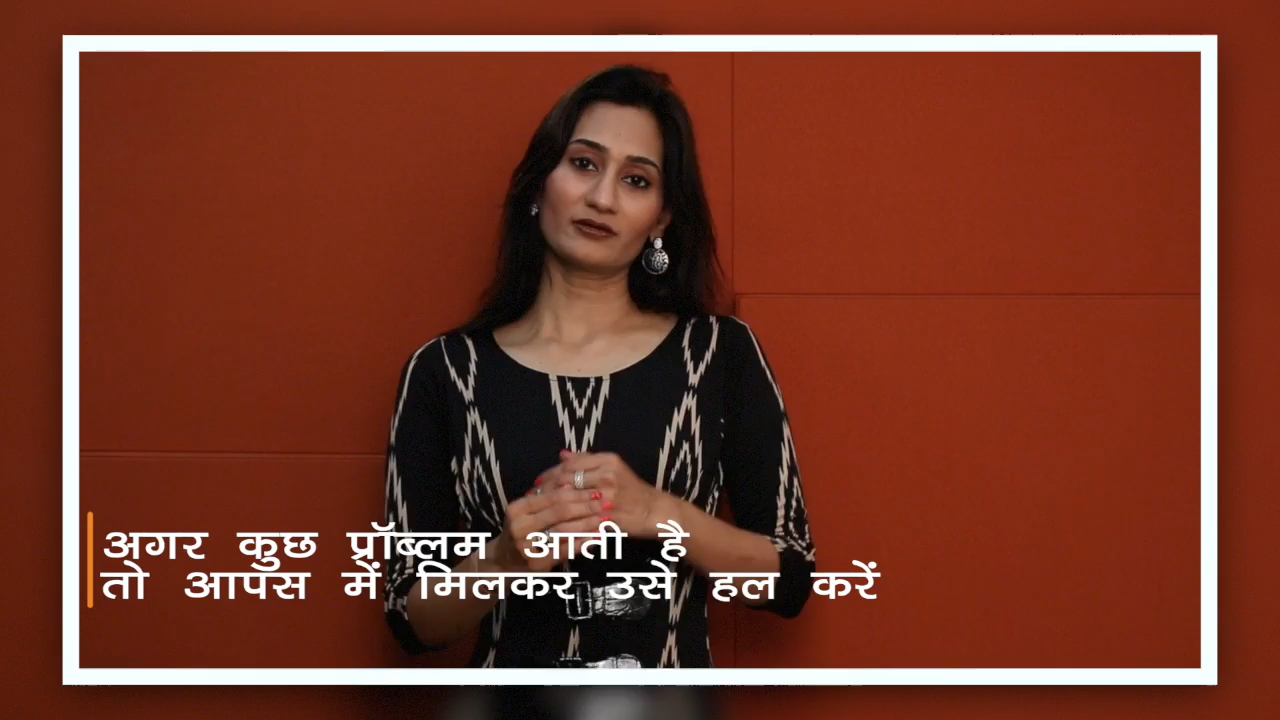 अगर कुछ प्रॉब्लम आती है
तो आपस में मिलकर उसे हल करें